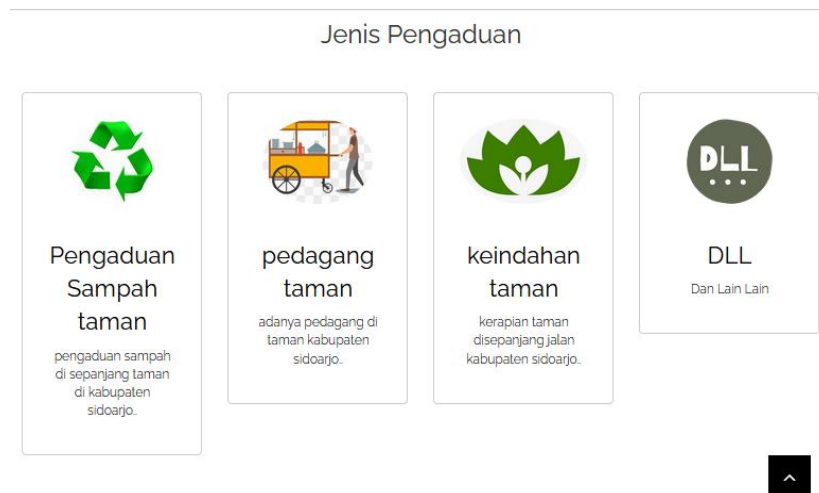 Jenis Pengaduan
Pengaduan
Sampah
taman
pengaduan sampah
di sepanjang taman
di kabupaten
sidoarjo..
pedagang
taman
adanya pedagang di
taman kabupaten
sidoarjo..
keindahan
taman
kerapian taman
disepanjang jalan
kabupaten sidoarjo..
DLL
DLL
Dan Lain Lain